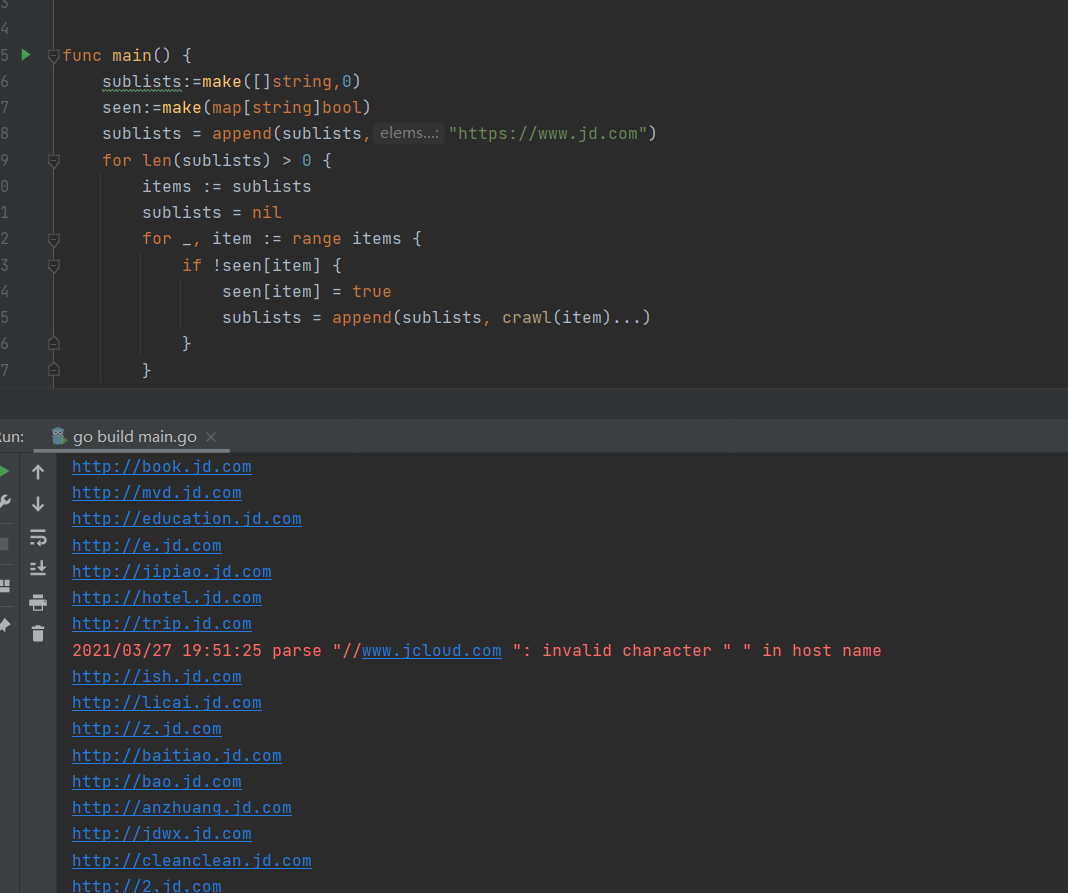 3
4
5 func main() {
6 sublists:=make([]string,0)
7 seen:=make(map[string]bool)
8 sublists = append(sublists, elems...: "https://www.jd.com")
9 for len(sublists) > 0 {
0 items := sublists
1 sublists = nil
2 for _, item := range items {
3 if !seen[item] {
4 seen[item] = true
5 sublists = append(sublists, crawl(item)...)
6 }
7 }
un: go build main.go
http://book.jd.com
http://mvd.jd.com
http://education.jd.com
http://e.jd.com
http://jipiao.jd.com
http://hotel.jd.com
http://trip.jd.com
2021/03/27 19:51:25 parse "//www.jcloud.com ": invalid character " " in host name
http://ish.jd.com
http://licai.jd.com
http://z.jd.com
http://baitiao.jd.com
http://bao.jd.com
http://anzhuang.jd.com
http://jdwx.jd.com
http://cleanclean.jd.com
http://2.jd.com